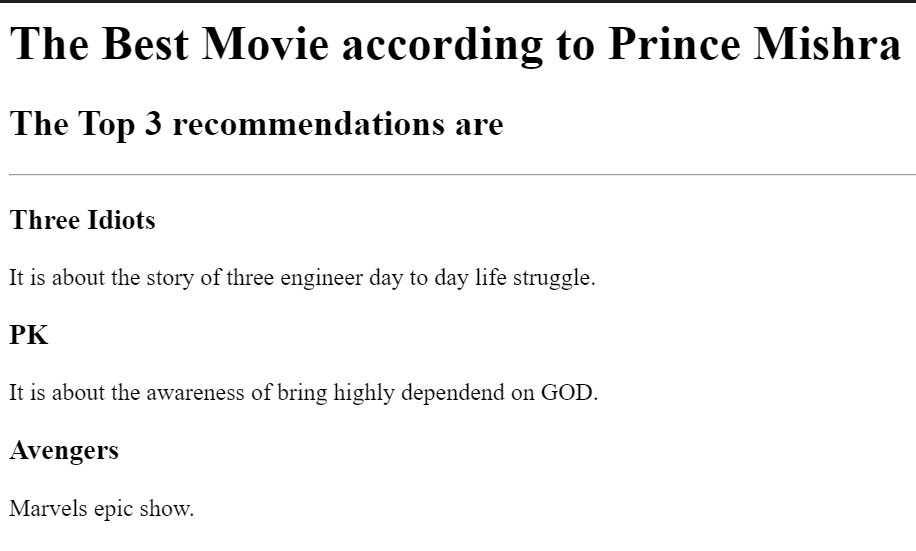 The Best Movie according to Prince Mishra
The Top 3 recommendations are
Three Idiots
It is about the story of three engineer day to day life struggle.
PK
It is about the awareness of bring highly dependend on GOD.
Avengers
Marvels epic show.